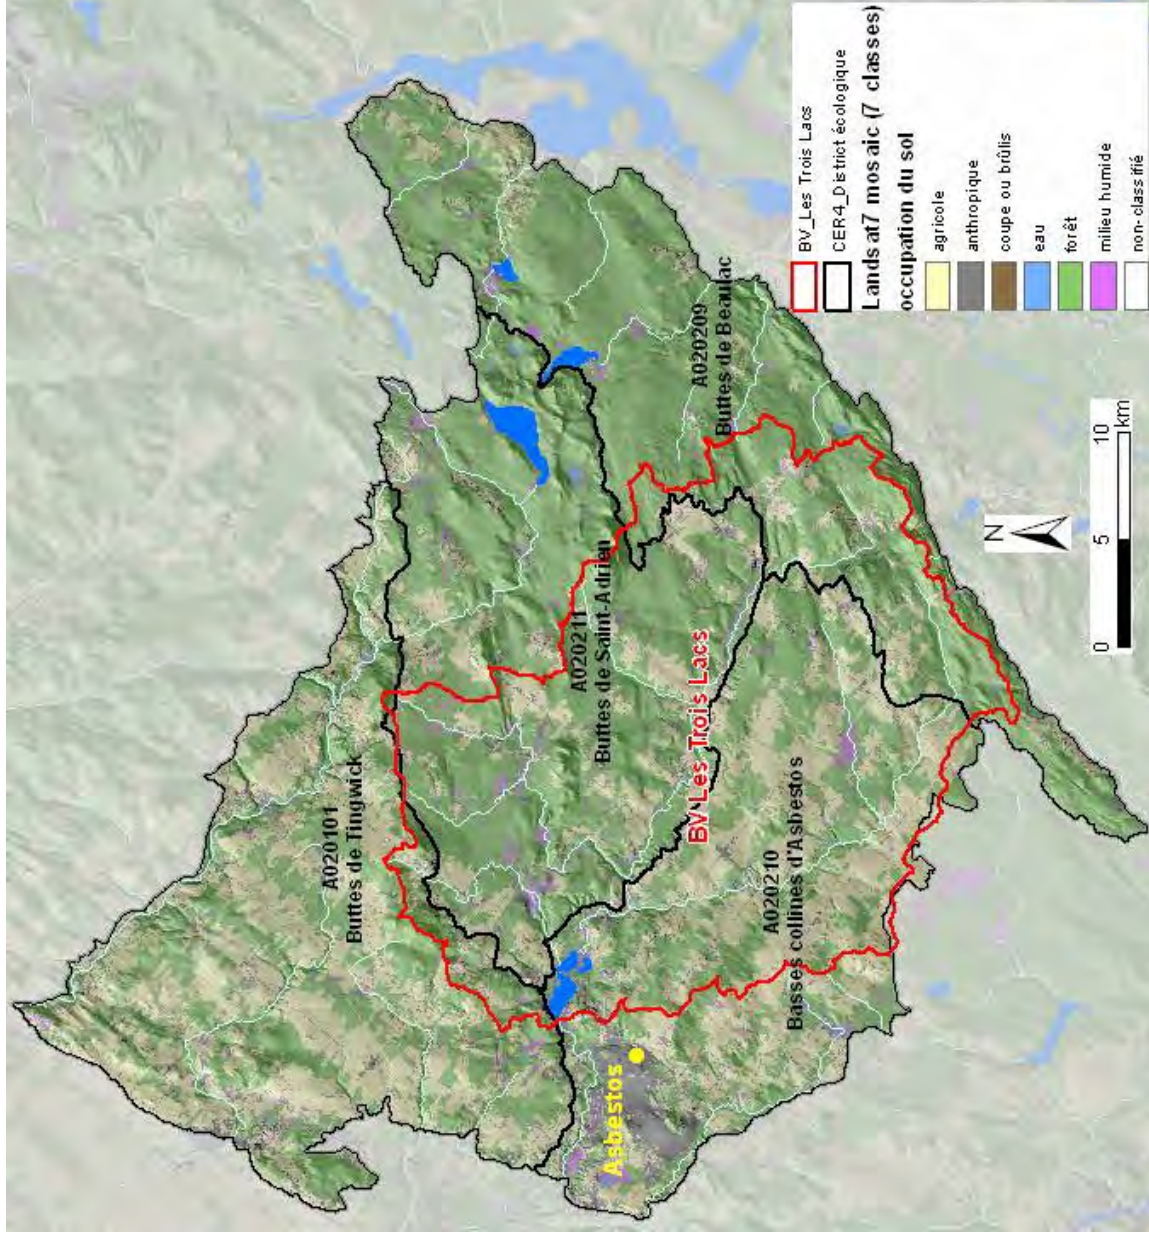 A020101
Buttes de Tingwick
A020211
Buttes de Saint-Adrien
A020209
Buttes de Beaulac
BV Les Trois Lacs
A020210
Basses collines d'Asbestos
Asbestos
N
0 5 10
km
BV_Les Trois Lacs
CER4_District écologique
Landsat7 mosaic (7 classes)
occupation du sol
agricole
anthropique
coupe ou brûlis
eau
forêt
milieu humide
non-classifié